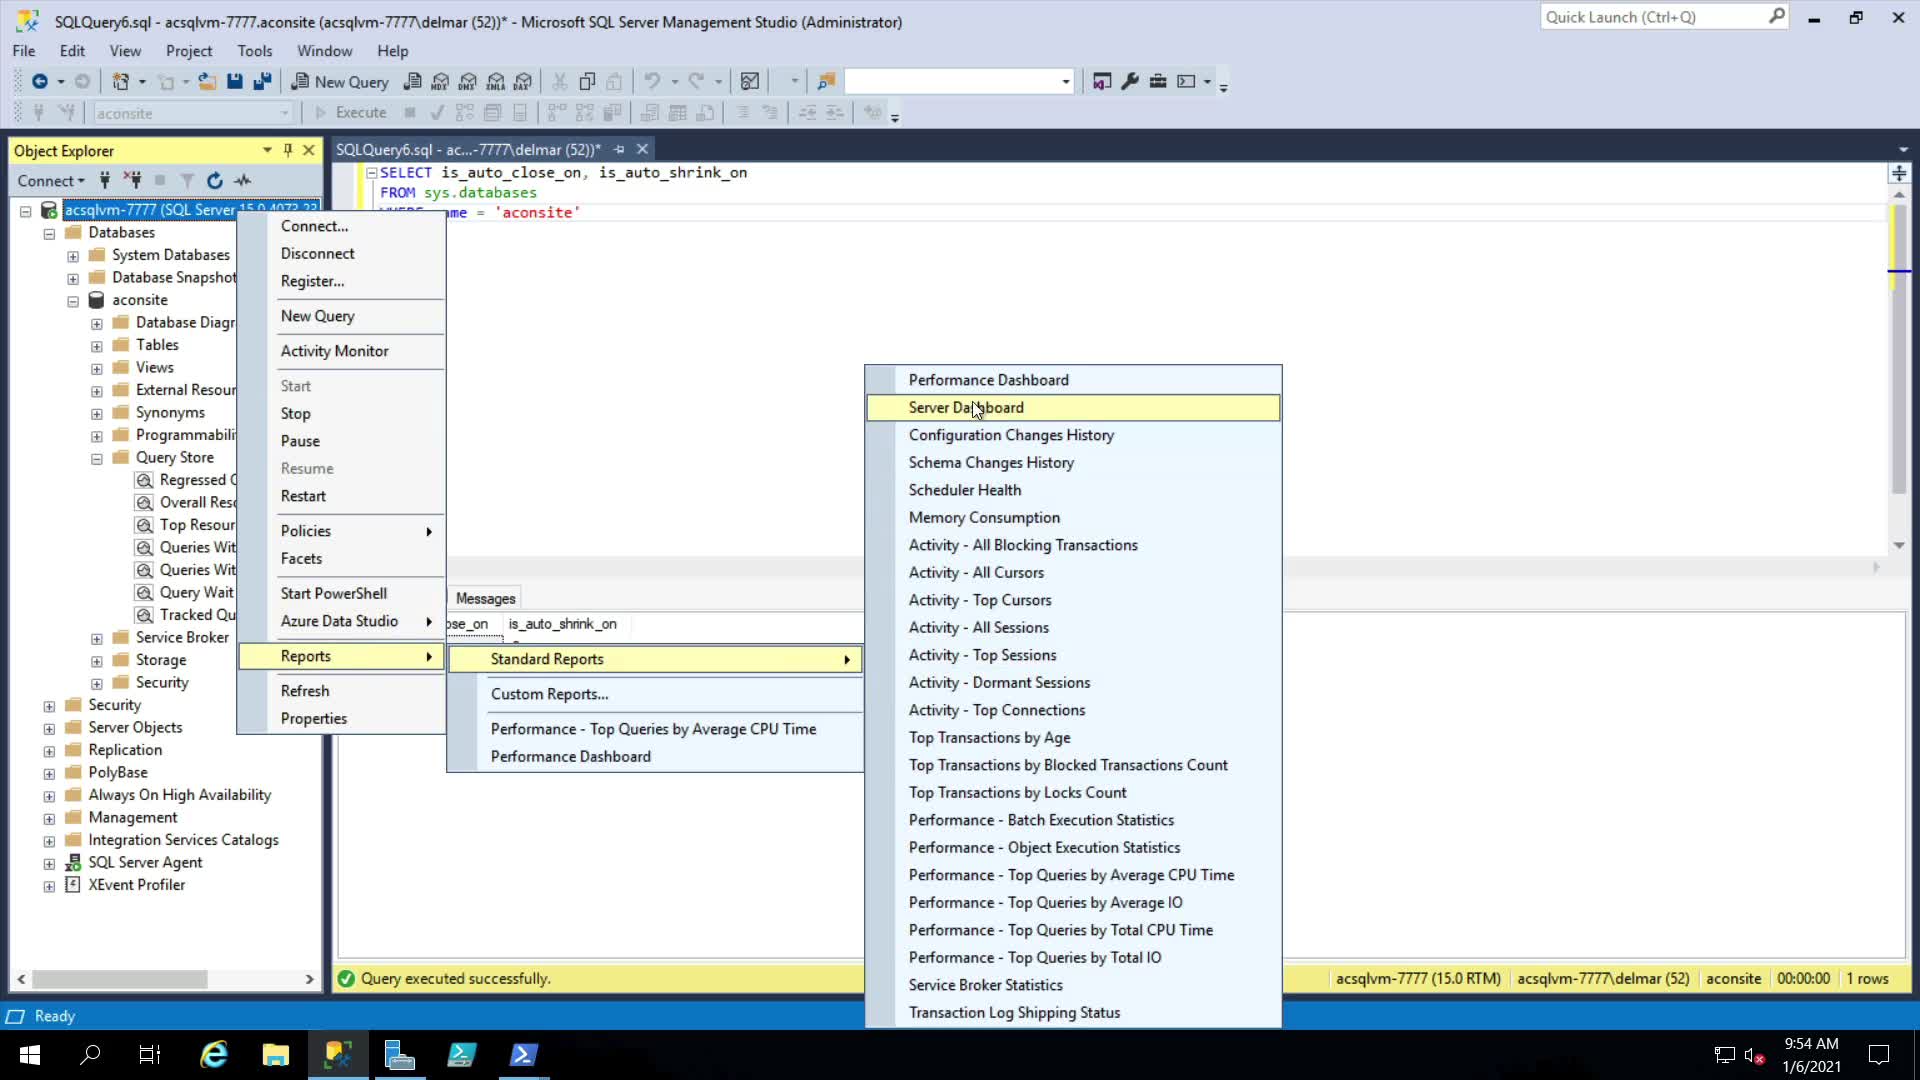 SQLQuery6.sql - acsqlvm-7777.aconsite (acsqlvm-7777\delmar (52))* - Microsoft SQL Server Management Studio (Administrator)
Quick Launch (Ctrl+Q)
File Edit View Project Tools Window Help
New Query
MDX DMX XMLA DAX
aconsite
Execute
Object Explorer
SQLQuery6.sql - ac...-7777\delmar (52))*
Connect
SELECT is_auto_close_on, is_auto_shrink_on
FROM sys.databases
me = 'aconsite'
acsqlvm-7777 (SQL Server 15.0.4073.23
Databases
System Databases
Database Snapshot
aconsite
Database Diagr
Tables
Views
External Resour
Synonyms
Programmabili
Query Store
Regressed
Overall Reso
Top Resour
Queries Wit
Queries Wit
Query Wait
Tracked Qu
Service Broker
Storage
Security
Security
Server Objects
Replication
PolyBase
Always On High Availability
Management
Integration Services Catalogs
SQL Server Agent
XEvent Profiler
Connect...
Disconnect
Register...
New Query
Activity Monitor
Start
Stop
Pause
Resume
Restart
Policies
Facets
Start PowerShell
Azure Data Studio
Reports
Refresh
Properties
Messages
ose_on is_auto_shrink_on
Standard Reports
Custom Reports...
Performance - Top Queries by Average CPU Time
Performance Dashboard
Performance Dashboard
Server Dashboard
Configuration Changes History
Schema Changes History
Scheduler Health
Memory Consumption
Activity - All Blocking Transactions
Activity - All Cursors
Activity - Top Cursors
Activity - All Sessions
Activity - Top Sessions
Activity - Dormant Sessions
Activity - Top Connections
Top Transactions by Age
Top Transactions by Blocked Transactions Count
Top Transactions by Locks Count
Performance - Batch Execution Statistics
Performance - Object Execution Statistics
Performance - Top Queries by Average CPU Time
Performance - Top Queries by Average IO
Performance - Top Queries by Total CPU Time
Performance - Top Queries by Total IO
Service Broker Statistics
Transaction Log Shipping Status
Query executed successfully.
acsqlvm-7777 (15.0 RTM) acsqlvm-7777\delmar (52) aconsite 00:00:00 1 rows
Ready
9:54 AM
1/6/2021